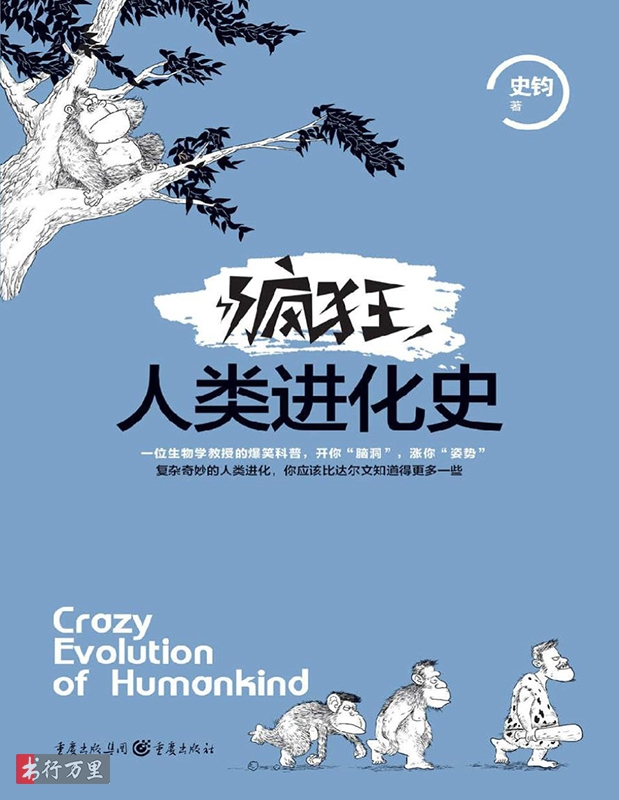 史钧
著
疯狂
人类进化史
一位生物学教授的爆笑科普，开你“脑洞”，涨你“姿势”
复杂奇妙的人类进化，你应该比达尔文知道得更多一些
Crazy
Evolution
of Humankind
重庆出版集团 重庆出版社
书行万里